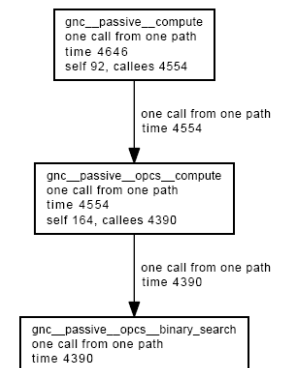 gnc__passive__compute
one call from one path
time 4646
self 92, callees 4554
one call from one path
time 4554
gnc__passive__opcs__compute
one call from one path
time 4554
self 164, callees 4390
one call from one path
time 4390
gnc__passive__opcs__binary_search
one call from one path
time 4390